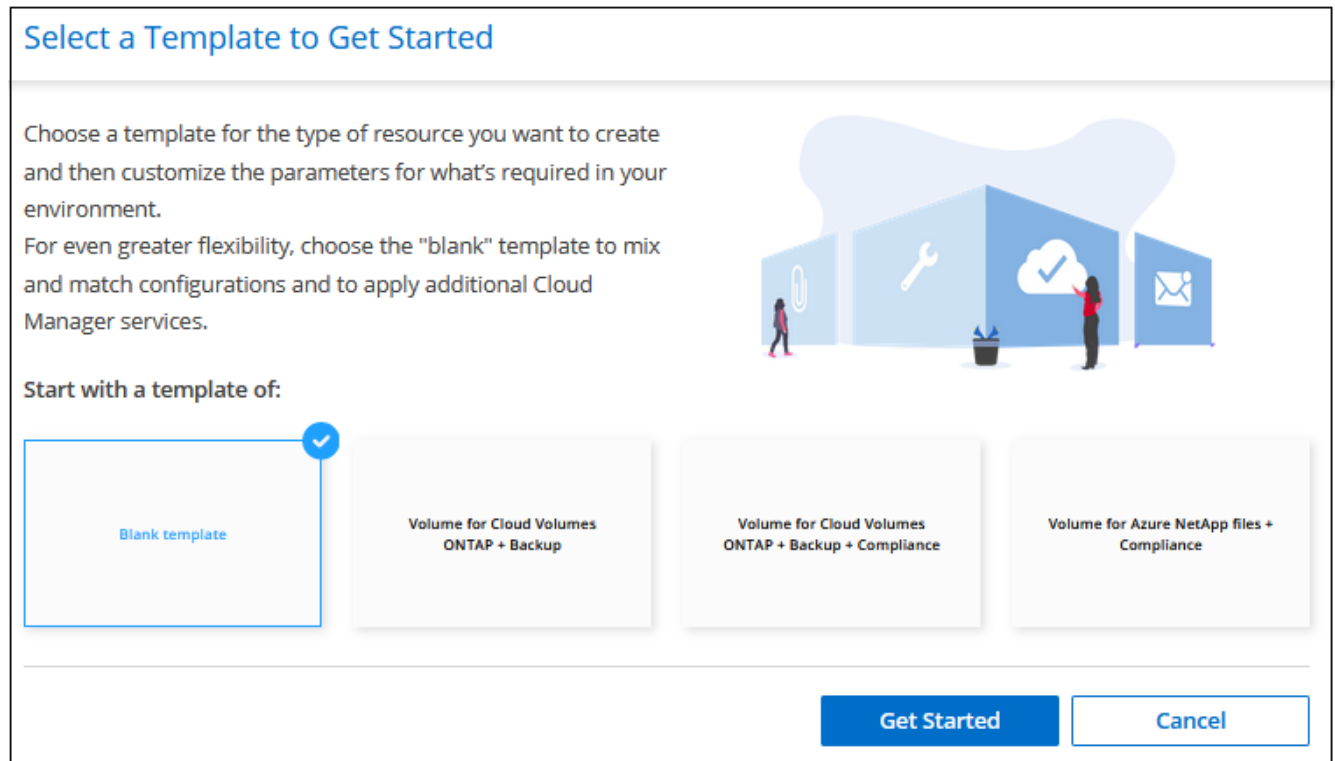 Select a Template to Get Started
Choose a template for the type of resource you want to create
and then customize the parameters for what's required in your
environment.
For even greater flexibility, choose the "blank" template to mix
and match configurations and to apply additional Cloud
Manager services.
Start with a template of:
Blank template
Volume for Cloud Volumes
ONTAP + Backup
Volume for Cloud Volumes
ONTAP + Backup + Compliance
Volume for Azure NetApp files +
Compliance
Get Started
Cancel